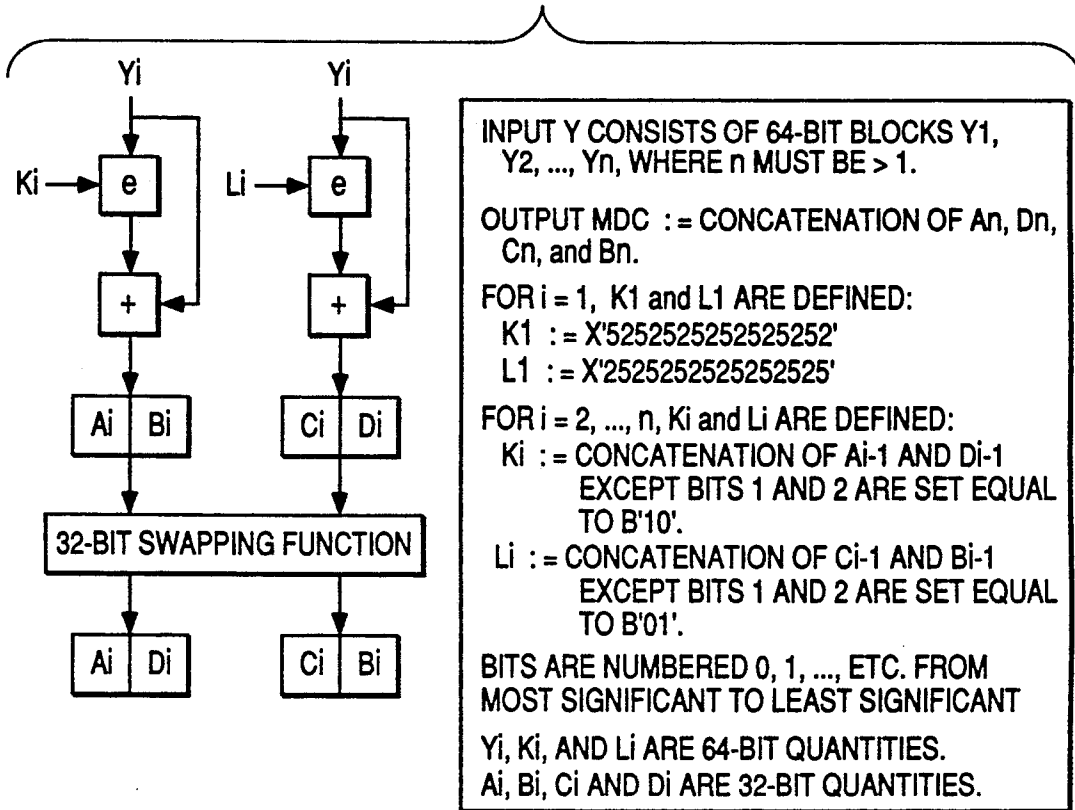 Yi Yi
Ki e Li e
+ +
Ai Bi Ci Di
32-BIT SWAPPING FUNCTION
Ai Di Ci Bi
INPUT Y CONSISTS OF 64-BIT BLOCKS Y1,
Y2, ..., Yn, WHERE n MUST BE > 1.
OUTPUT MDC : = CONCATENATION OF An, Dn,
Cn, and Bn.
FOR i = 1, K1 and L1 ARE DEFINED:
K1 : = X'5252525252525252'
L1 : = X'2525252525252525'
FOR i = 2, ..., n, Ki and Li ARE DEFINED:
Ki : = CONCATENATION OF Ai-1 AND Di-1
EXCEPT BITS 1 AND 2 ARE SET EQUAL
TO B'10'.
Li : = CONCATENATION OF Ci-1 AND Bi-1
EXCEPT BITS 1 AND 2 ARE SET EQUAL
TO B'01'.
BITS ARE NUMBERED 0, 1, ..., ETC. FROM
MOST SIGNIFICANT TO LEAST SIGNIFICANT
Yi, Ki, AND Li ARE 64-BIT QUANTITIES.
Ai, Bi, Ci AND Di ARE 32-BIT QUANTITIES.